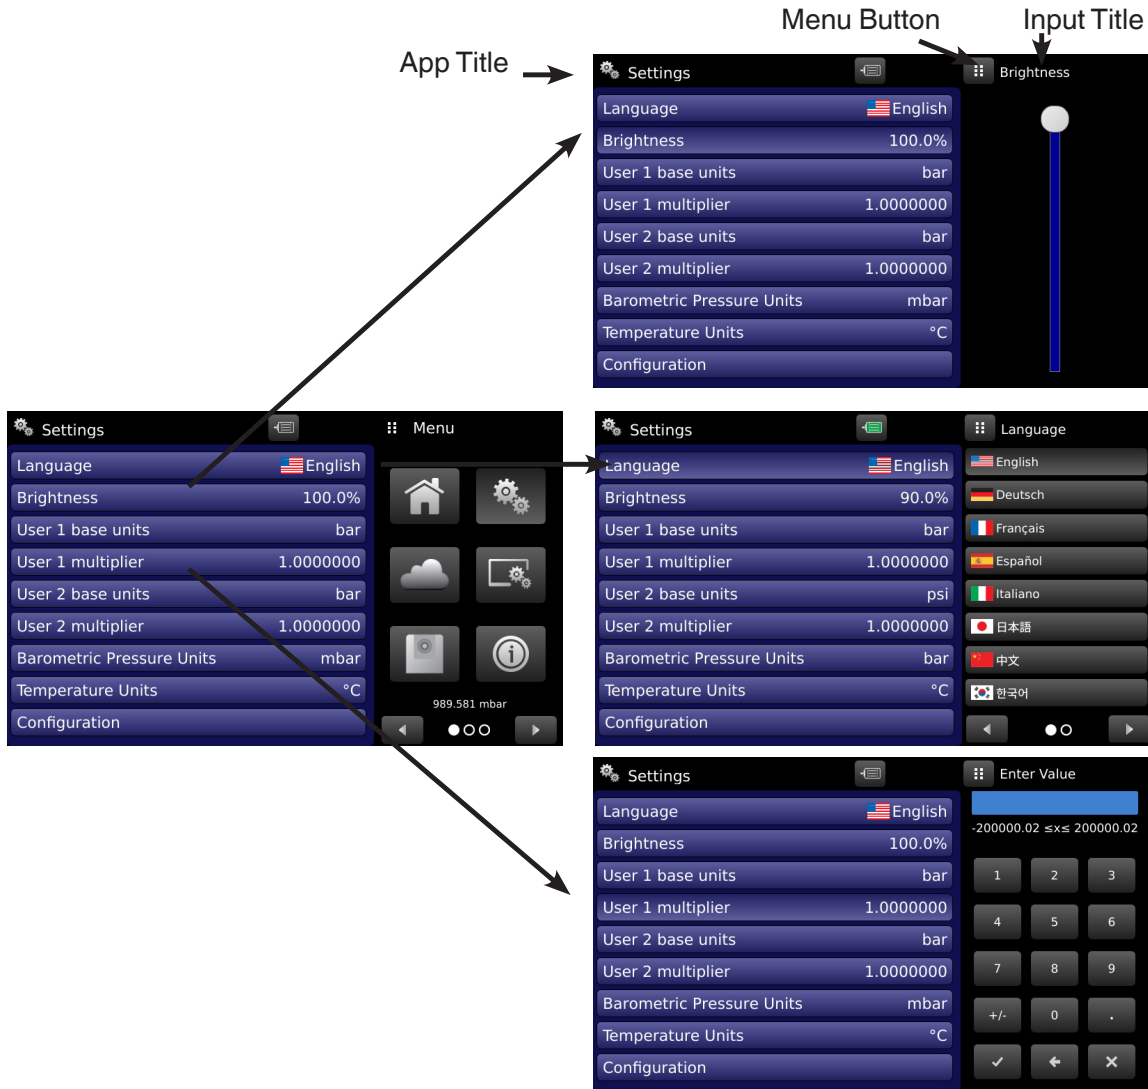 Menu Button
Input Title
App Title
Settings
Brightness
Language English
Brightness 100.0%
User 1 base units bar
User 1 multiplier 1.0000000
User 2 base units bar
User 2 multiplier 1.0000000
Barometric Pressure Units mbar
Temperature Units °C
Configuration
Settings
Menu
Language English
Brightness 100.0%
User 1 base units bar
User 1 multiplier 1.0000000
User 2 base units bar
User 2 multiplier 1.0000000
Barometric Pressure Units mbar
Temperature Units °C
Configuration
989.581 mbar
Settings
Language
Language English
Brightness 90.0%
User 1 base units bar
User 1 multiplier 1.0000000
User 2 base units psi
User 2 multiplier 1.0000000
Barometric Pressure Units bar
Temperature Units °C
Configuration
English
Deutsch
Français
Español
Italiano
日本語
中文
한국어
Settings
Enter Value
Language English
Brightness 100.0%
User 1 base units bar
User 1 multiplier 1.0000000
User 2 base units bar
User 2 multiplier 1.0000000
Barometric Pressure Units mbar
Temperature Units °C
Configuration
-200000.02 ≤x≤ 200000.02
1 2 3
4 5 6
7 8 9
+/- 0 .